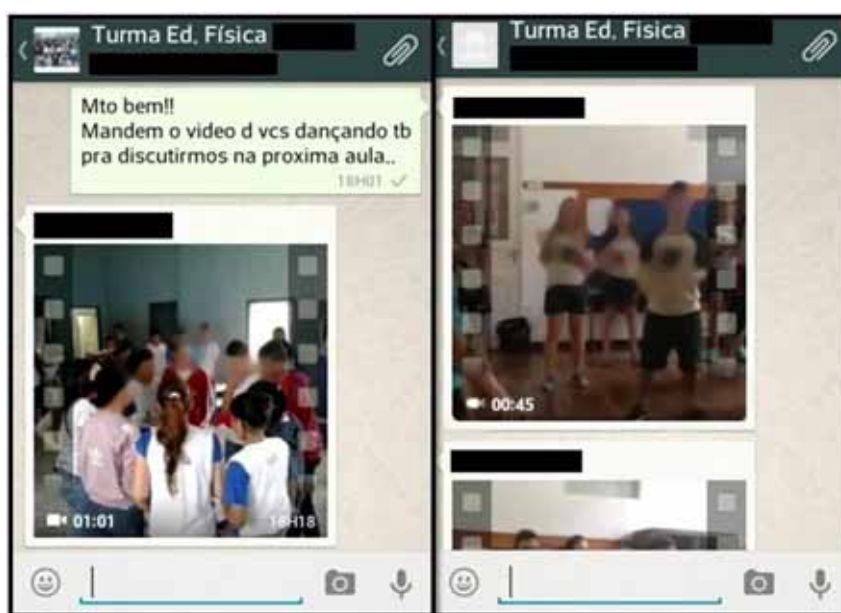 Turma Ed, Física
Mto bem!!
Mandem o video d vcs dançando tb
pra discutirmos na proxima aula..
18H01
01:01
18H18
Turma Ed, Fisica
00:45